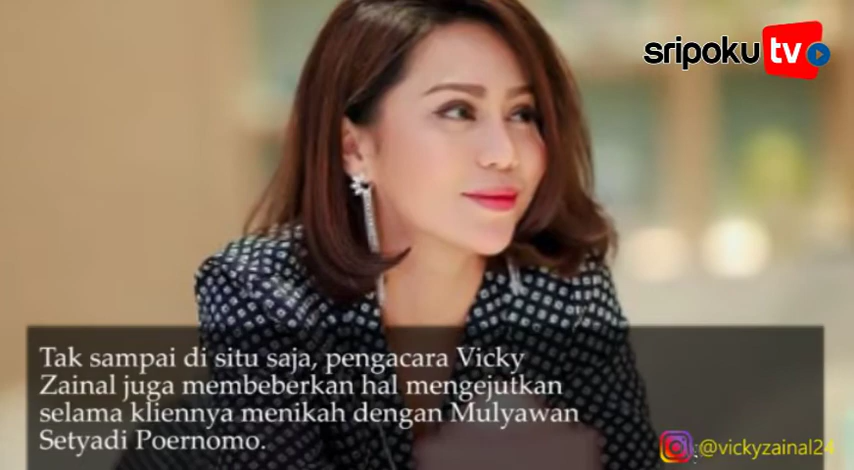 sripoku tv
Tak sampai di situ saja, pengacara Vicky
Zainal juga membeberkan hal mengejutkan
selama kliennya menikah dengan Mulyawan
Setyadi Poernomo.
@vickyzainal24